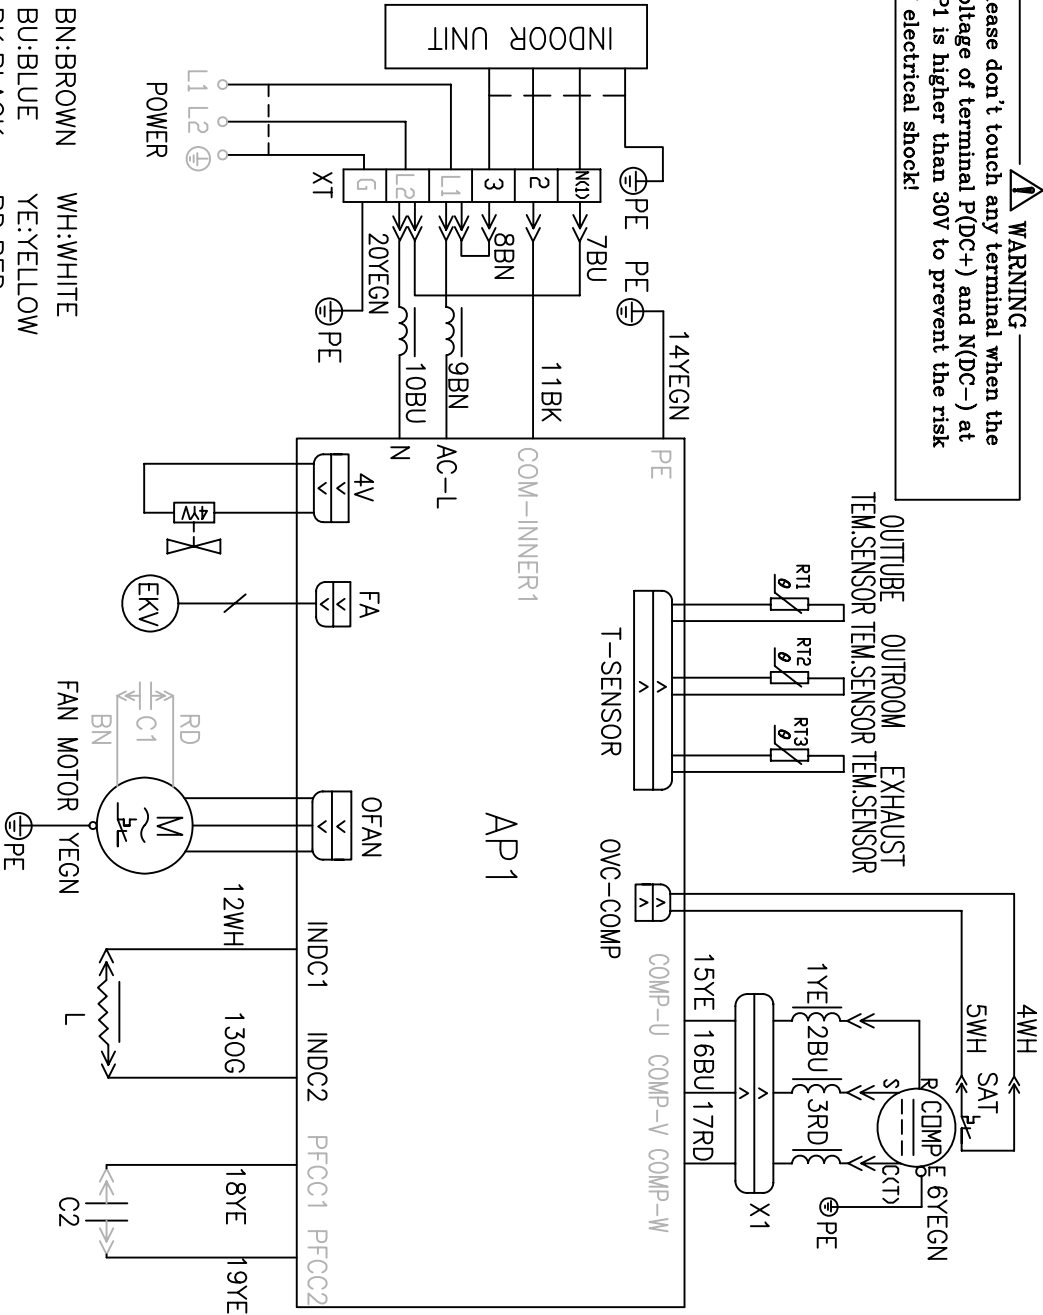 WARNING
lease don't touch any terminal when the
oltage of terminal P(DC+) and N(DC-) at
P1 is higher than 30V to prevent the risk
electrical shock!
OUTTUBE
TEM.SENSOR
OUTROOM
TEM.SENSOR
EXHAUST
TEM.SENSOR
RT1
θ
RT2
θ
RT3
θ
4WH
5WH
SAT
R
S
COMP
C(T)
E
6YEGN
PE
1YE
2BU
3RD
X1
15YE
16BU
17RD
COMP-U
COMP-V
COMP-W
OVC-COMP
T-SENSOR
INDOOR UNIT
PE
PE
14YEGN
PE
N(1)
2
3
L1
L2
G
XT
L1
L2
POWER
7BU
8BN
11BK
9BN
10BU
20YEGN
PE
COM-INNER1
AC-L
N
AP1
4V
4YV
FA
EKV
OFAN
M
RD
C1
BN
FAN MOTOR
YEGN
PE
INDC1
INDC2
12WH
13OG
L
PFCC1
PFCC2
18YE
19YE
C2
BN:BROWN
WH:WHITE
BU:BLUE
YE:YELLOW